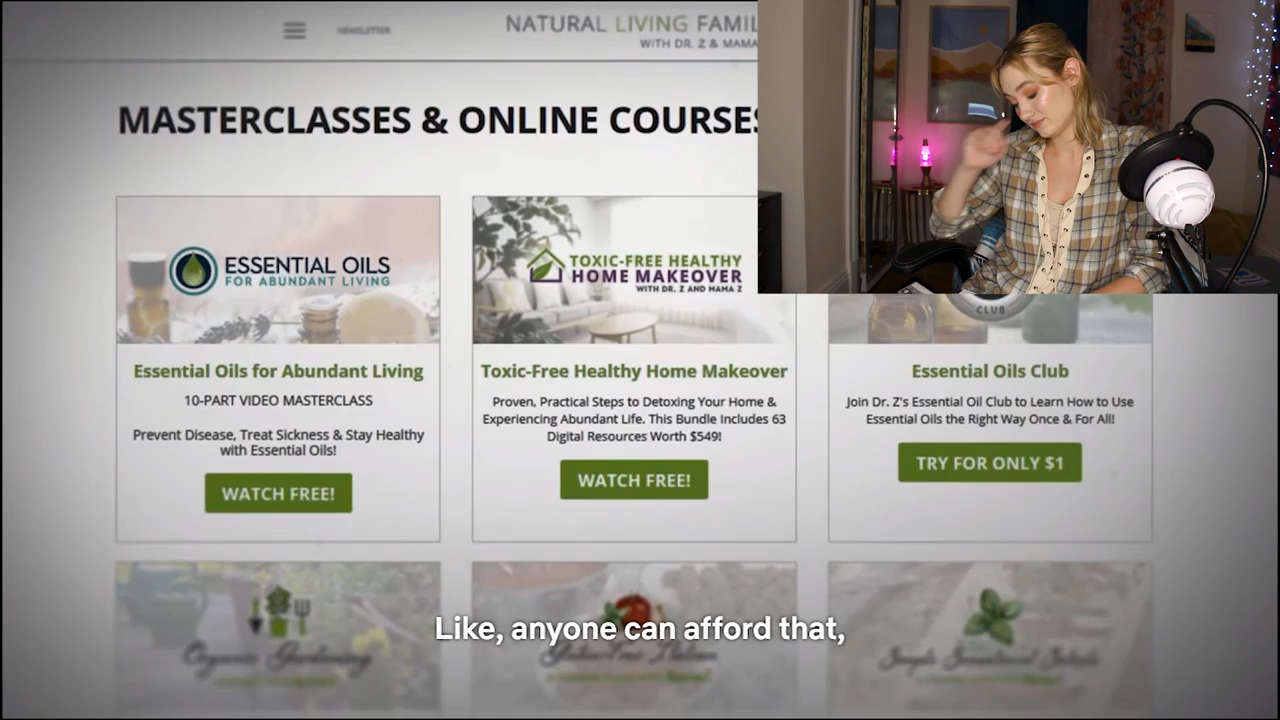 NEWSLETTER
NATURAL LIVING FAMIL
WITH DR. Z & MAMA
MASTERCLASSES & ONLINE COURSES
ESSENTIAL OILS
FOR ABUNDANT LIVING
Essential Oils for Abundant Living
10-PART VIDEO MASTERCLASS
Prevent Disease, Treat Sickness & Stay Healthy
with Essential Oils!
WATCH FREE!
TOXIC-FREE HEALTHY
HOME MAKEOVER
WITH DR. Z AND MAMA Z
Toxic-Free Healthy Home Makeover
Proven, Practical Steps to Detoxing Your Home &
Experiencing Abundant Life. This Bundle Includes 63
Digital Resources Worth $549!
WATCH FREE!
CLUB
Essential Oils Club
Join Dr. Z's Essential Oil Club to Learn How to Use
Essential Oils the Right Way Once & For All!
TRY FOR ONLY $1
Organic Gardening
Like, anyone can afford that,